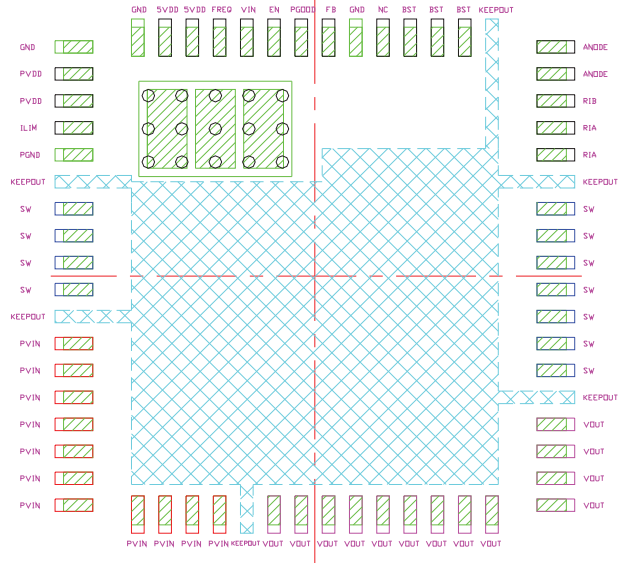 GND 5VDD 5VDD FREQ VIN EN PGOOD FB GND NC BST BST BST KEEPOUT
GND ANODE
PVDD ANODE
PVDD RIB
ILIM RIA
PGND RIA
KEEPOUT KEEPOUT
SW SW
SW SW
SW SW
SW SW
KEEPOUT SW
PVIN SW
PVIN SW
PVIN KEEPOUT
PVIN VOUT
PVIN VOUT
PVIN VOUT
PVIN VOUT
PVIN PVIN PVIN PVIN KEEPOUT VOUT VOUT VOUT VOUT VOUT VOUT VOUT VOUT VOUT